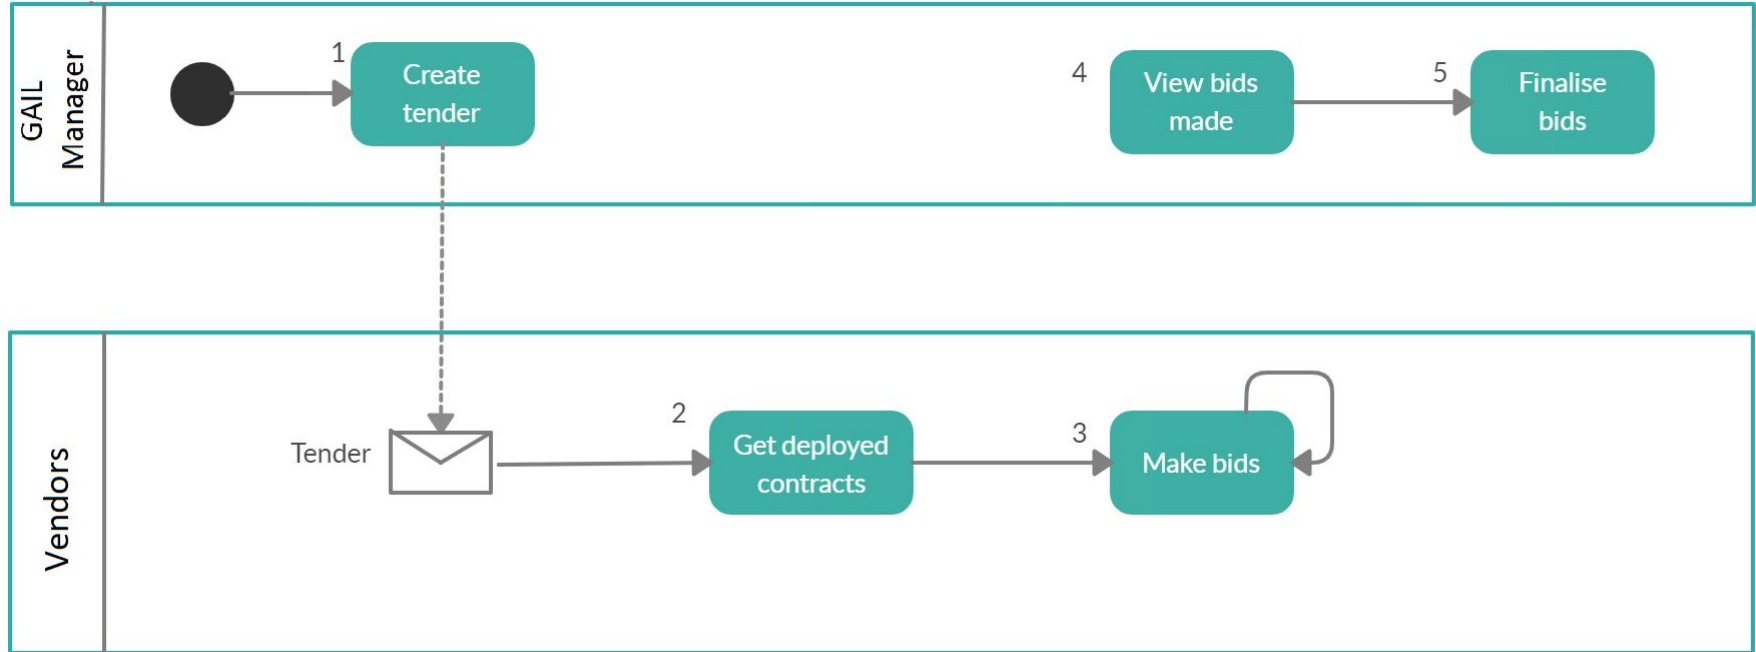 GAIL
Manager
1
Create
tender
4
View bids
made
5
Finalise
bids
Vendors
Tender
2
Get deployed
contracts
3
Make bids